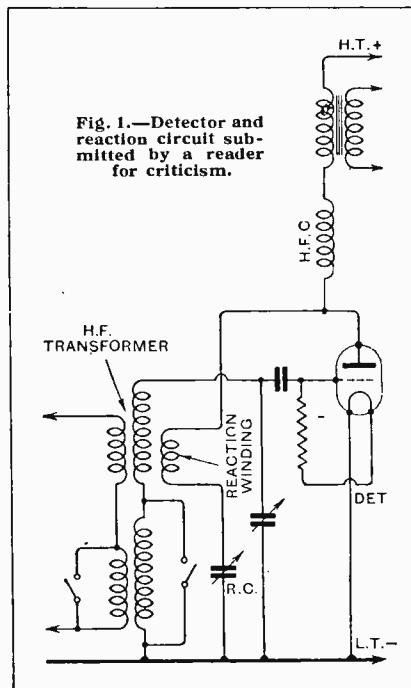 H.T.+
Fig. 1.—Detector and
reaction circuit sub-
mitted by a reader
for criticism.
H.F.C
H.F.
TRANSFORMER
REACTION
WINDING
DET
R.C.
L.T.–